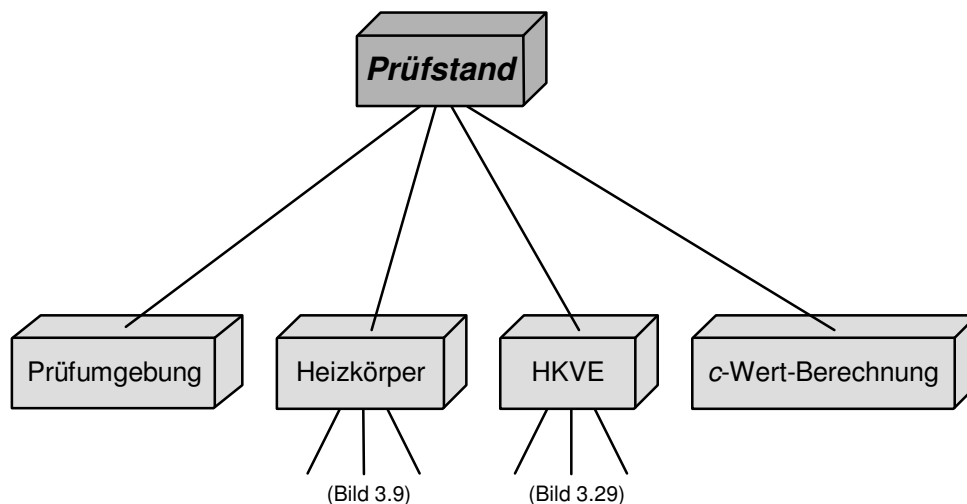 Prüfstand
Prüfumgebung
Heizkörper
HKVE
c-Wert-Berechnung
(Bild 3.9)
(Bild 3.29)